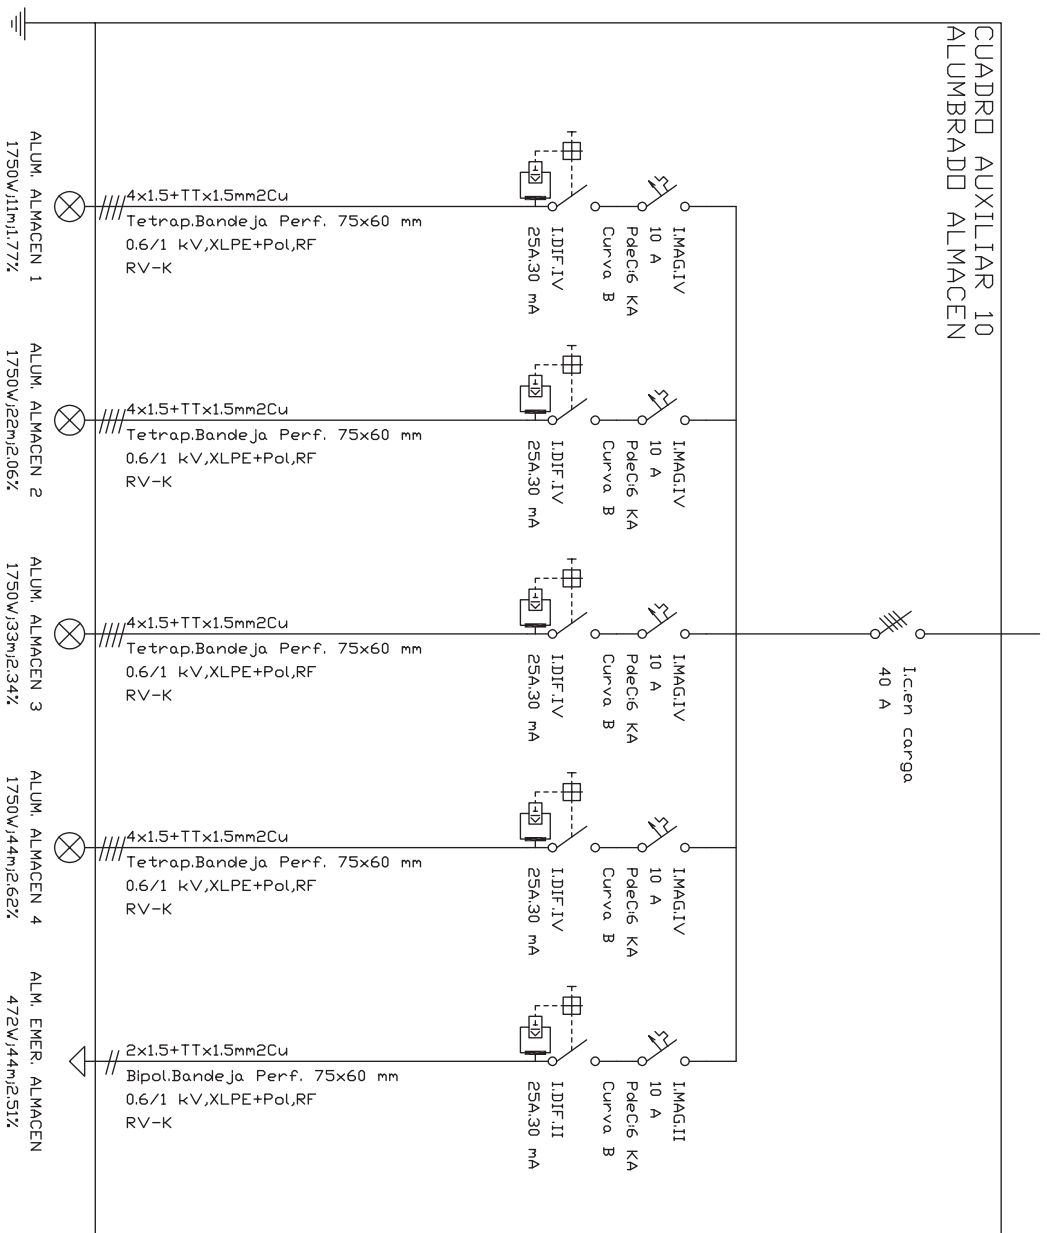 CUADRO AUXILIAR 10
ALUMBRADO ALMACEN
I.c.en carga
40 A
I.MAG.IV
10 A
PdeC:6 KA
Curva B
I.DIF.IV
25A.30 mA
4x1.5+TTx1.5mm2Cu
Tetrap.Bandeja Perf. 75x60 mm
0.6/1 kV,XLPE+Pol,RF
RV-K
ALUM. ALMACEN 1
1750W;11m;1.77%
I.MAG.IV
10 A
PdeC:6 KA
Curva B
I.DIF.IV
25A.30 mA
4x1.5+TTx1.5mm2Cu
Tetrap.Bandeja Perf. 75x60 mm
0.6/1 kV,XLPE+Pol,RF
RV-K
ALUM. ALMACEN 2
1750W;22m;2.06%
I.MAG.IV
10 A
PdeC:6 KA
Curva B
I.DIF.IV
25A.30 mA
4x1.5+TTx1.5mm2Cu
Tetrap.Bandeja Perf. 75x60 mm
0.6/1 kV,XLPE+Pol,RF
RV-K
ALUM. ALMACEN 3
1750W;33m;2.34%
I.MAG.IV
10 A
PdeC:6 KA
Curva B
I.DIF.IV
25A.30 mA
4x1.5+TTx1.5mm2Cu
Tetrap.Bandeja Perf. 75x60 mm
0.6/1 kV,XLPE+Pol,RF
RV-K
ALUM. ALMACEN 4
1750W;44m;2.62%
I.MAG.II
10 A
PdeC:6 KA
Curva B
I.DIF.II
25A.30 mA
2x1.5+TTx1.5mm2Cu
Bipol.Bandeja Perf. 75x60 mm
0.6/1 kV,XLPE+Pol,RF
RV-K
ALM. EMER. ALMACEN
472W;44m;2.51%